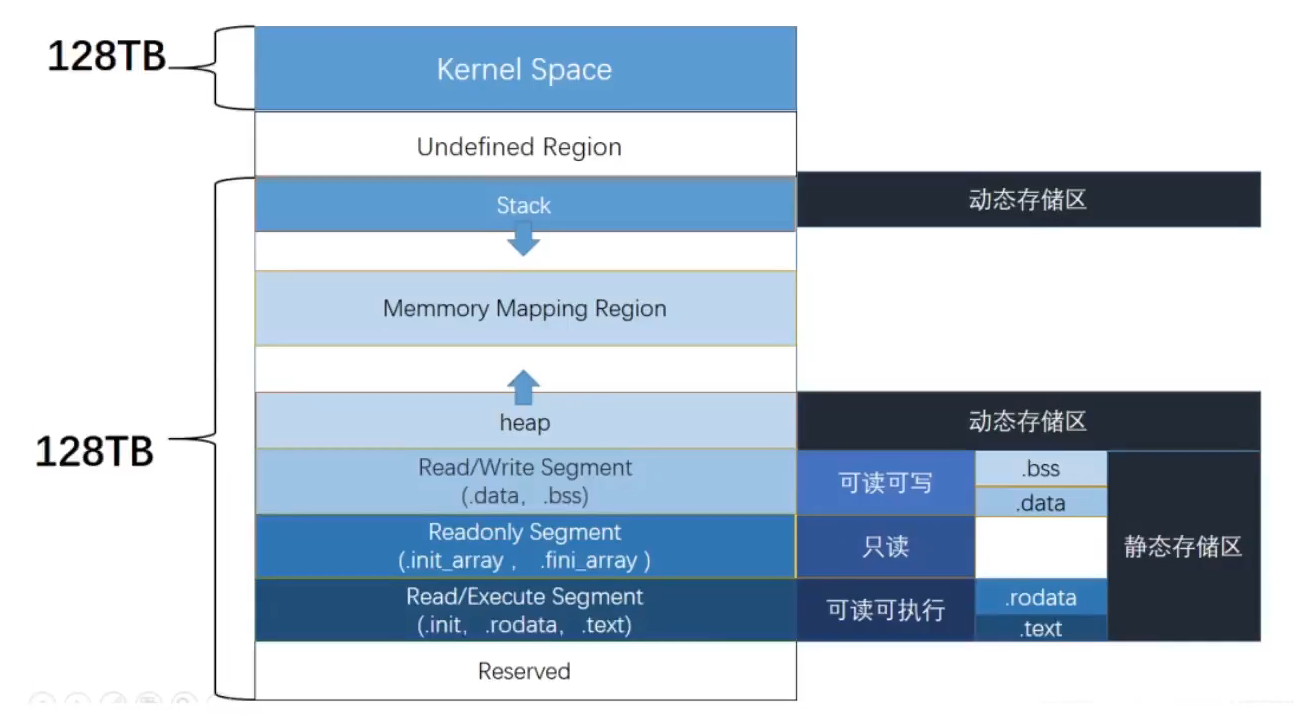 128TB
Kernel Space
Undefined Region
Stack
动态存储区
Memmory Mapping Region
128TB
heap
动态存储区
Read/Write Segment
(.data, .bss)
可读可写
.bss
.data
Readonly Segment
(.init_array , .fini_array )
只读
静态存储区
Read/Execute Segment
(.init, .rodata, .text)
可读可执行
.rodata
.text
Reserved